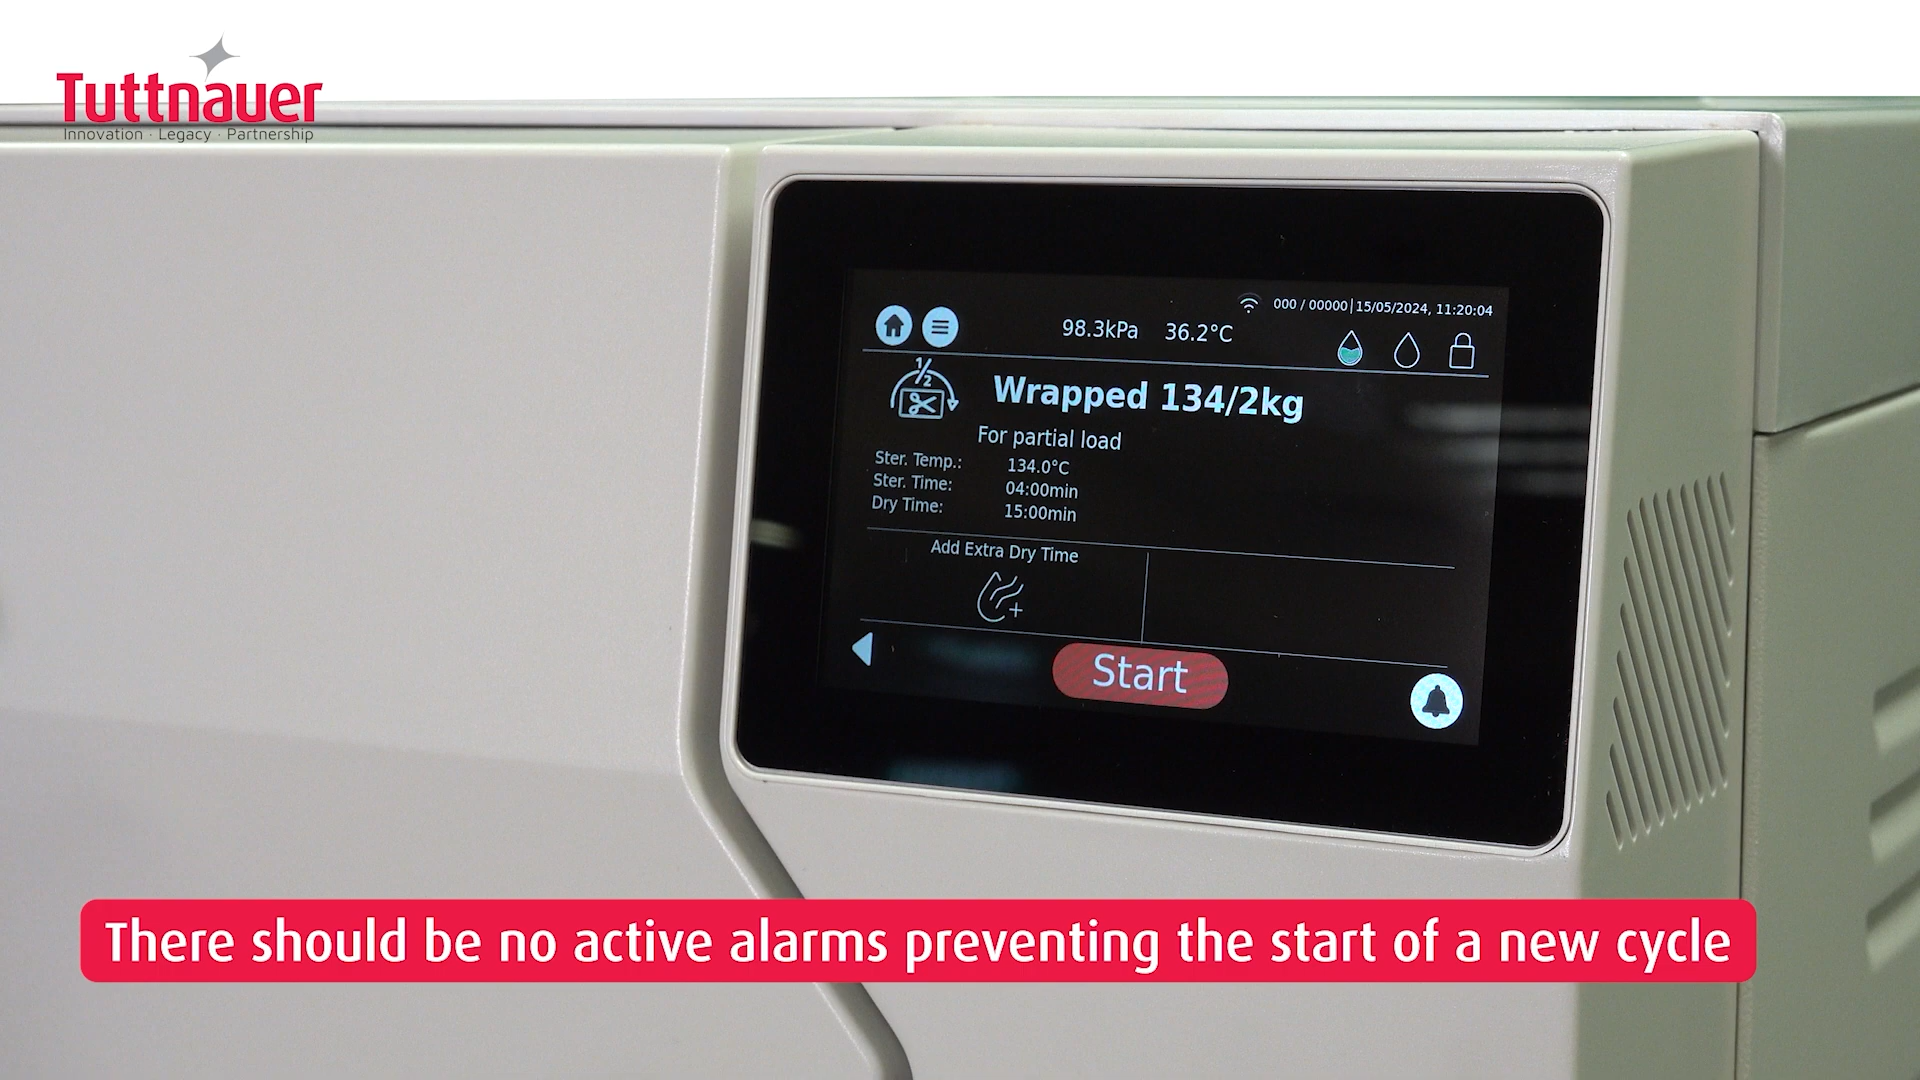 Tuttnauer
Innovation · Legacy · Partnership
000 / 00000|15/05/2024, 11:20:04
98.3kPa 36.2°C
1/2
Wrapped 134/2kg
For partial load
Ster. Temp.: 134.0°C
Ster. Time: 04:00min
Dry Time: 15:00min
Add Extra Dry Time
Start
There should be no active alarms preventing the start of a new cycle